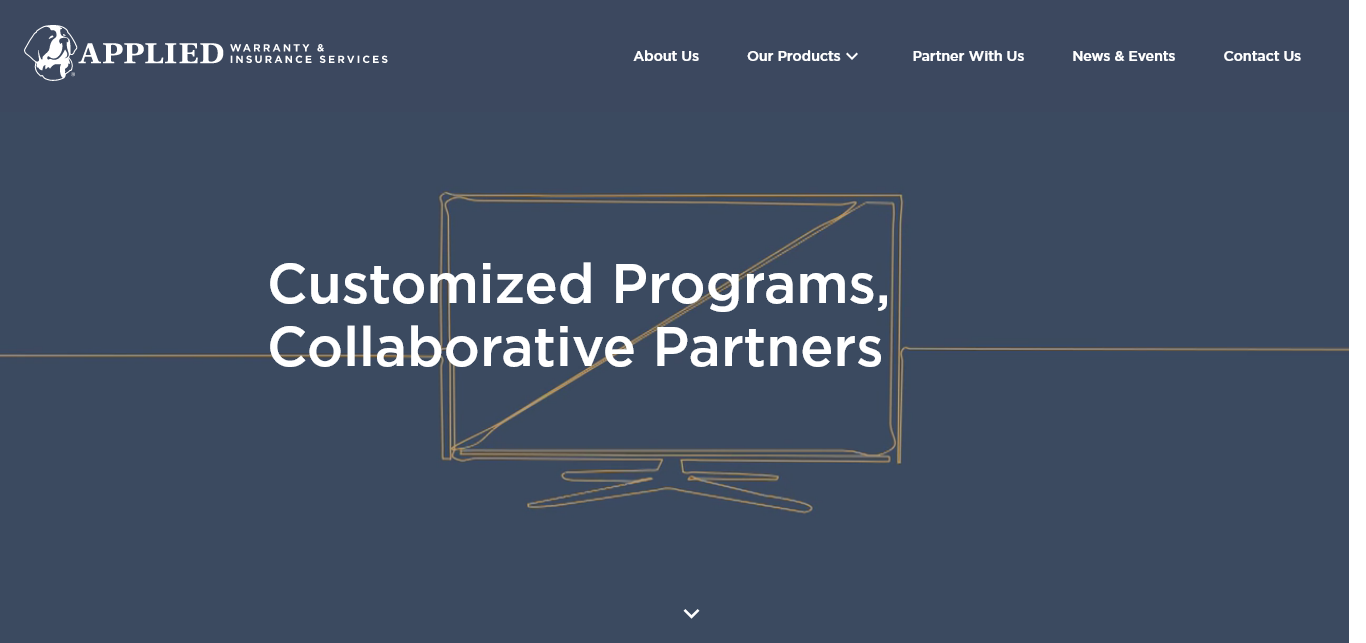 APPLIED WARRANTY &
INSURANCE SERVICES
About Us
Our Products
Partner With Us
News & Events
Contact Us
Customized Programs,
Collaborative Partners